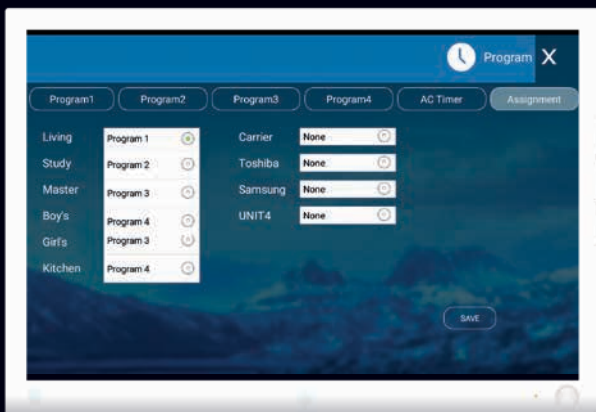 Program X
Program1 Program2 Program3 Program4 AC Timer Assignment
Living Program 1 Carrier None
Study Program 2 Toshiba None
Master Program 3 Samsung None
Boy's Program 4 UNIT4 None
Girl's Program 3
Kitchen Program 4
SAVE